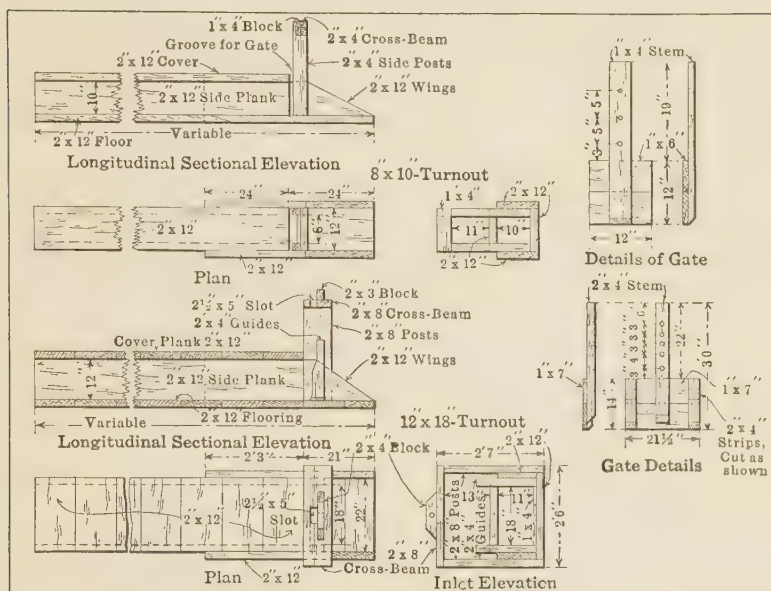 1"x 4" Block
2"x 4" Cross-Beam
Groove for Gate
2"x 12" Cover
2"x 4" Side Posts
2"x 12" Side Plank
2"x 12" Wings
10"
2"x 12" Floor
Variable
Longitudinal Sectional Elevation
8"x 10"-Turnout
24"
24"
2"x 12"
6"
12"
Plan
2"x 12"
1"x 4"
2"x 12"
11"
10"
2"x 12"
1"x 4" Stem
3" 5" 5"
19"
1"x 6"
12"
12"
Details of Gate
2"x 3" Block
2½"x 5" Slot
2"x 8" Cross-Beam
2"x 4" Guides
2"x 8" Posts
Cover Plank 2"x 12"
2"x 12" Wings
12"
2"x 12" Side Plank
2"x 12" Flooring
Variable
Longitudinal Sectional Elevation
12"x 18"-Turnout
2'3"
21"
2"x 4" Block
2½"x 5"
Slot
2"x 12"
18"
22"
Plan
2"x 12"
Cross-Beam
2'7"
2"x 12"
13"
11"
2"x 8" Posts
2"x 4"
Guides
18"
1"x 4"
2'6"
2"x 8"
Inlet Elevation
2"x 4" Stem
22"
30"
1"x 7"
1"x 7"
14"
2"x 4"
Strips,
Cut as
shown
21½"
Gate Details